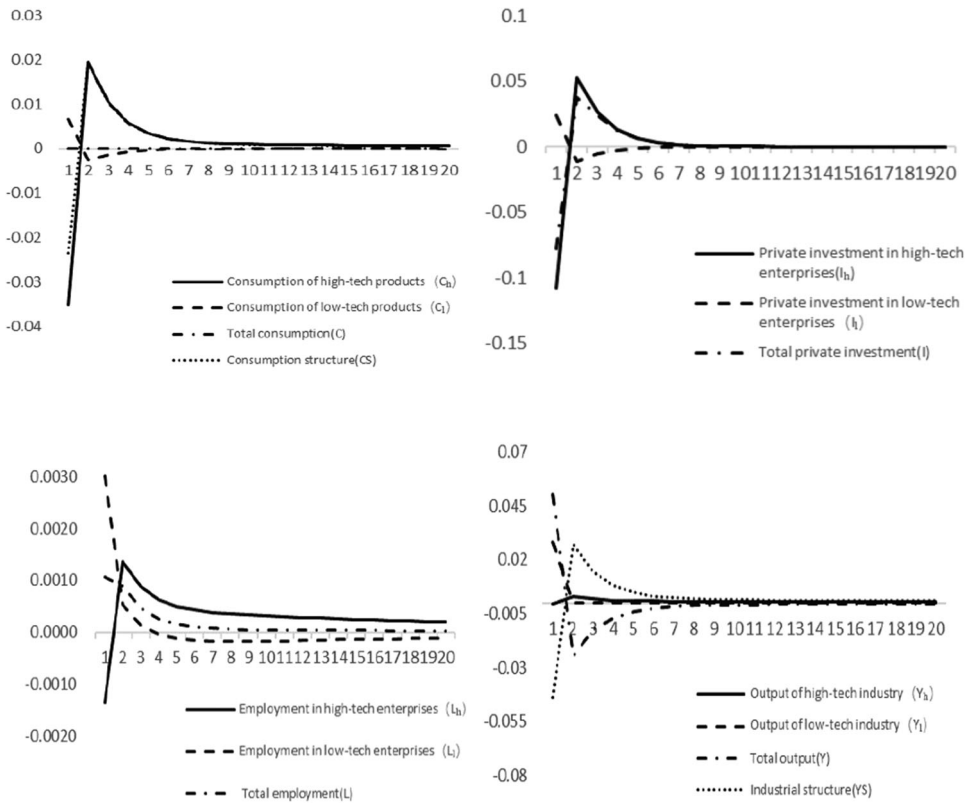 0.03
0.02
0.01
0
-0.01
-0.02
-0.03
-0.04
1 2 3 4 5 6 7 8 9 10 11 12 13 14 15 16 17 18 19 20
Consumption of high-tech products (Cₕ)
Consumption of low-tech products (Cₗ)
Total consumption(C)
Consumption structure(CS)
0.1
0.05
0
-0.05
-0.1
-0.15
1 2 3 4 5 6 7 8 9 10 11 12 13 14 15 16 17 18 19 20
Private investment in high-tech
enterprises(Iₕ)
Private investment in low-tech
enterprises (Iₗ)
Total private investment(I)
0.0030
0.0020
0.0010
0.0000
-0.0010
-0.0020
1 2 3 4 5 6 7 8 9 10 11 12 13 14 15 16 17 18 19 20
Employment in high-tech enterprises (Lₕ)
Employment in low-tech enterprises (Lₗ)
Total employment(L)
0.07
0.045
0.02
-0.005
-0.03
-0.055
-0.08
1 2 3 4 5 6 7 8 9 10 11 12 13 14 15 16 17 18 19 20
Output of high-tech industry (Yₕ)
Output of low-tech industry (Yₗ)
Total output(Y)
Industrial structure(YS)